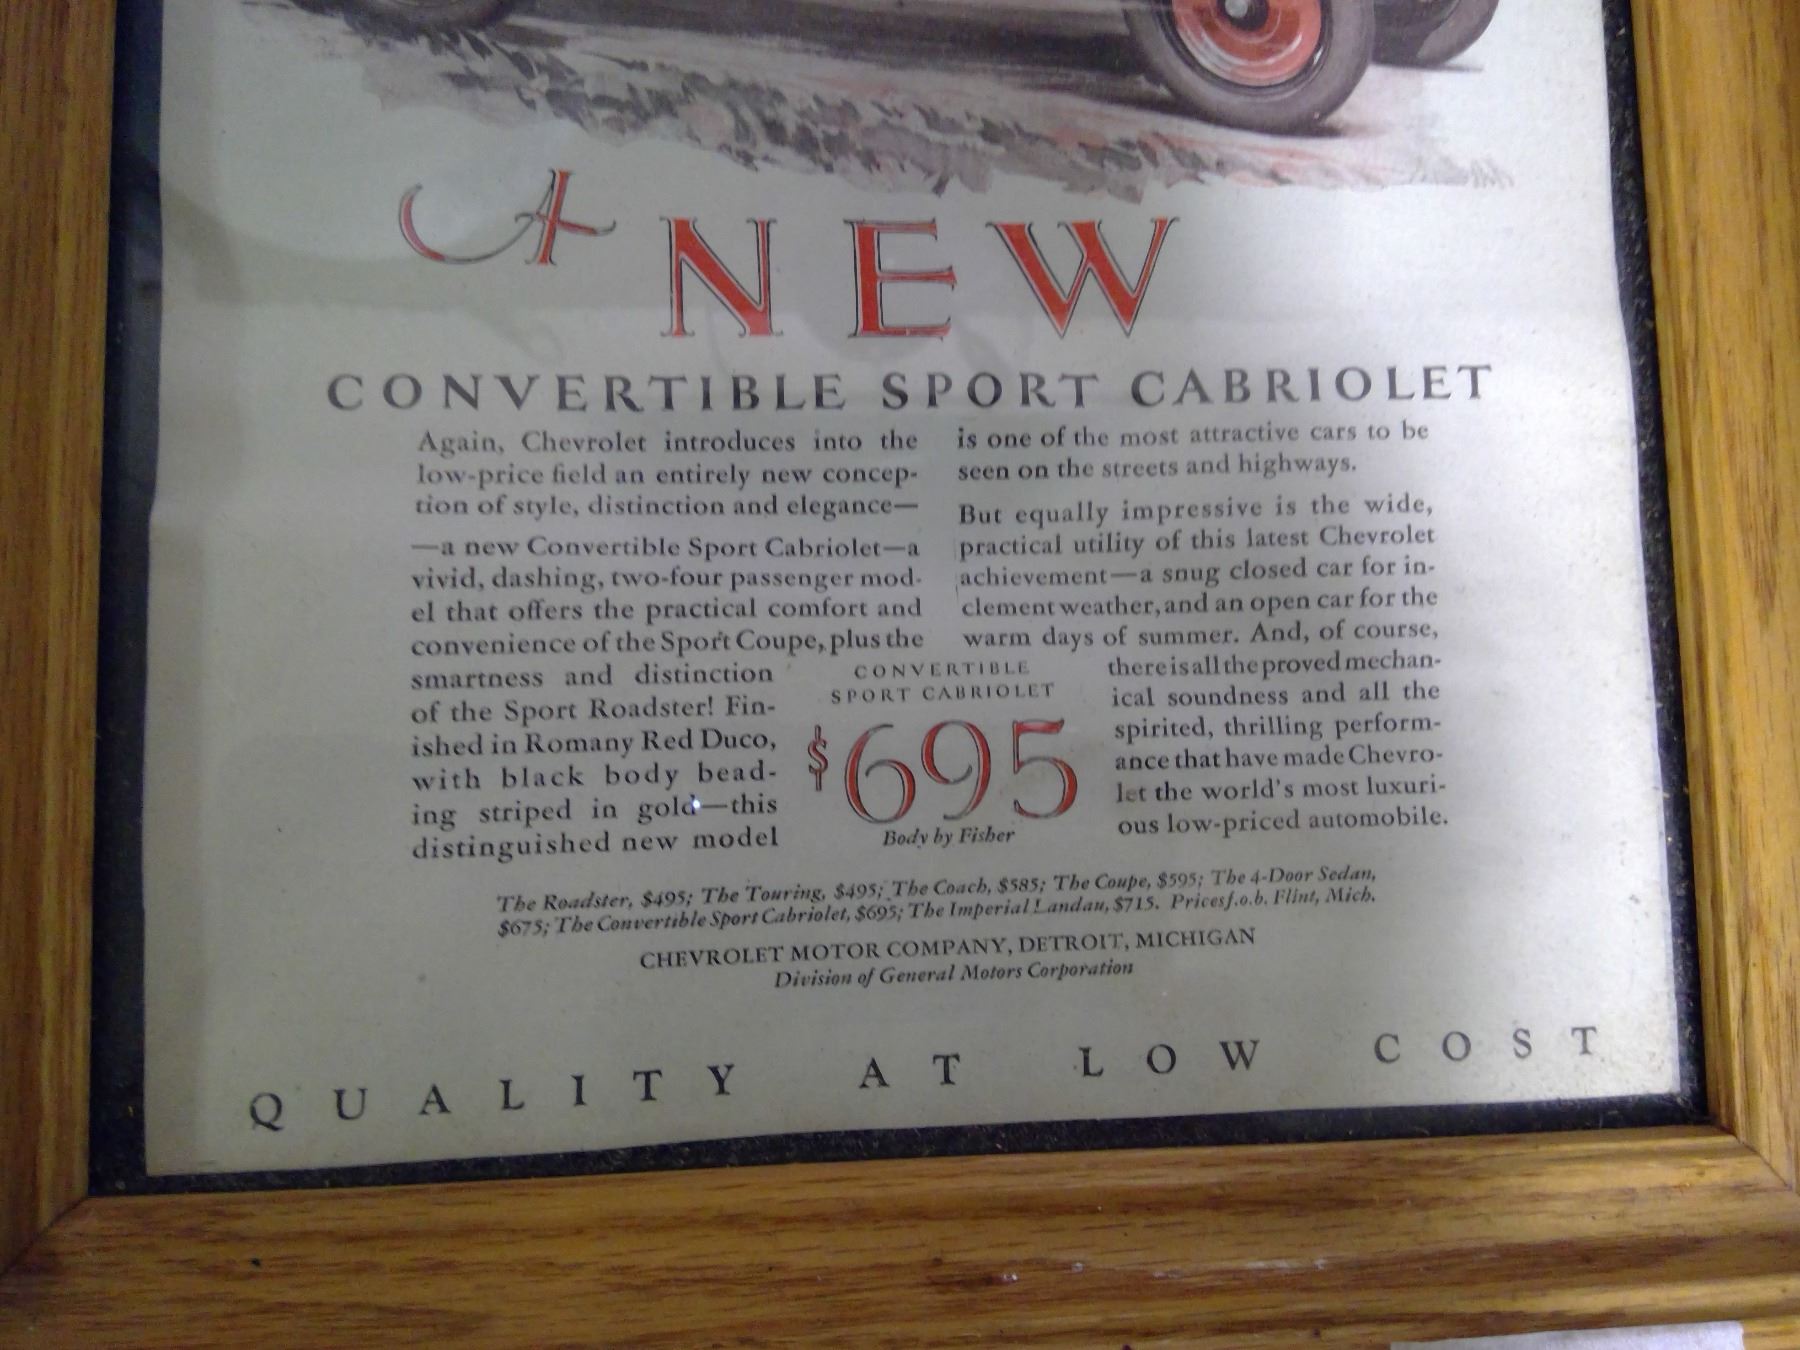 A NEW
CONVERTIBLE SPORT CABRIOLET
Again, Chevrolet introduces into the
low-price field an entirely new concep-
tion of style, distinction and elegance—
—a new Convertible Sport Cabriolet—a
vivid, dashing, two-four passenger mod-
el that offers the practical comfort and
convenience of the Sport Coupe, plus the
smartness and distinction
of the Sport Roadster! Fin-
ished in Romany Red Duco,
with black body bead-
ing striped in gold—this
distinguished new model
is one of the most attractive cars to be
seen on the streets and highways.
But equally impressive is the wide,
practical utility of this latest Chevrolet
achievement—a snug closed car for in-
clement weather, and an open car for the
warm days of summer. And, of course,
there is all the proved mechan-
ical soundness and all the
spirited, thrilling perform-
ance that have made Chevro-
let the world's most luxuri-
ous low-priced automobile.
CONVERTIBLE
SPORT CABRIOLET
$695
Body by Fisher
The Roadster, $495; The Touring, $495; The Coach, $585; The Coupe, $595; The 4-Door Sedan,
$675; The Convertible Sport Cabriolet, $695; The Imperial Landau, $715. Prices f.o.b. Flint, Mich.
CHEVROLET MOTOR COMPANY, DETROIT, MICHIGAN
Division of General Motors Corporation
QUALITY AT LOW COST